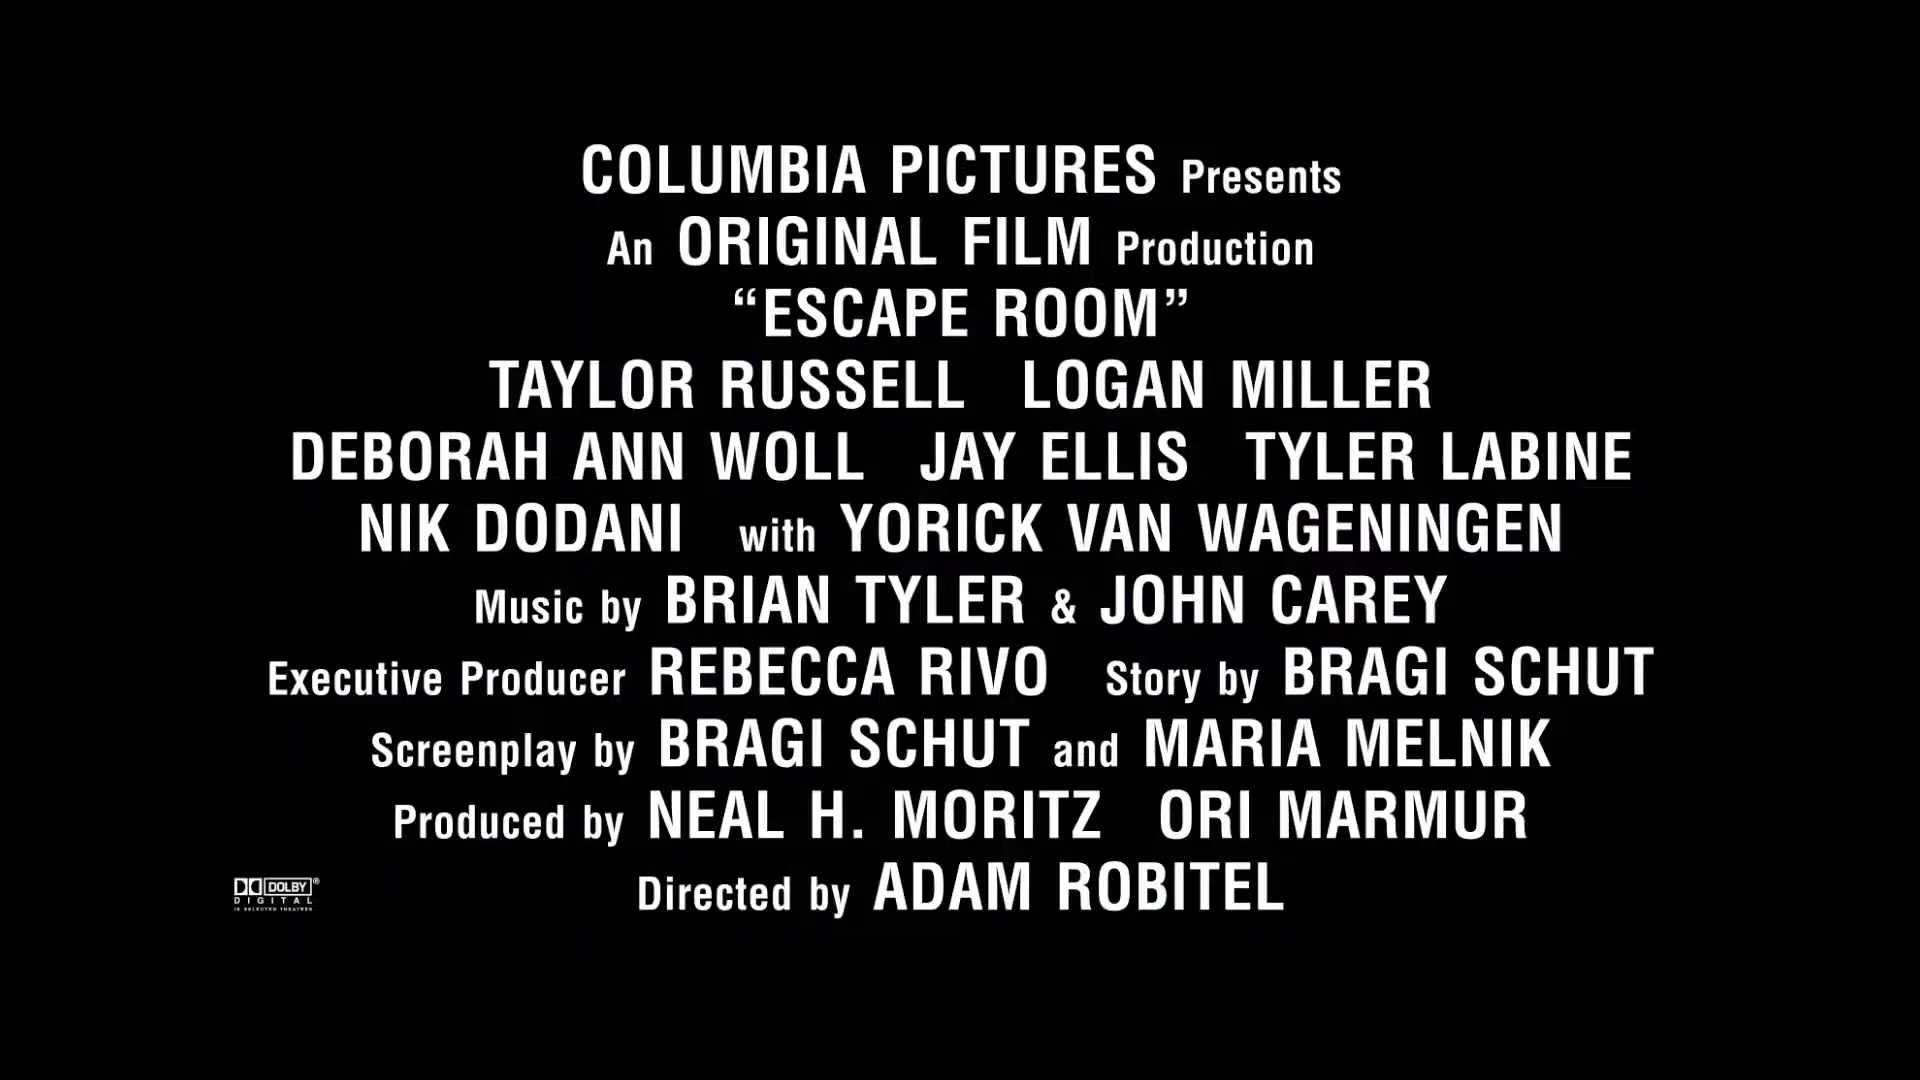 COLUMBIA PICTURES Presents
An ORIGINAL FILM Production
“ESCAPE ROOM”
TAYLOR RUSSELL LOGAN MILLER
DEBORAH ANN WOLL JAY ELLIS TYLER LABINE
NIK DODANI with YORICK VAN WAGENINGEN
Music by BRIAN TYLER & JOHN CAREY
Executive Producer REBECCA RIVO Story by BRAGI SCHUT
Screenplay by BRAGI SCHUT and MARIA MELNIK
Produced by NEAL H. MORITZ ORI MARMUR
Directed by ADAM ROBITEL
DOLBY®
DIGITAL
IN SELECTED THEATRES